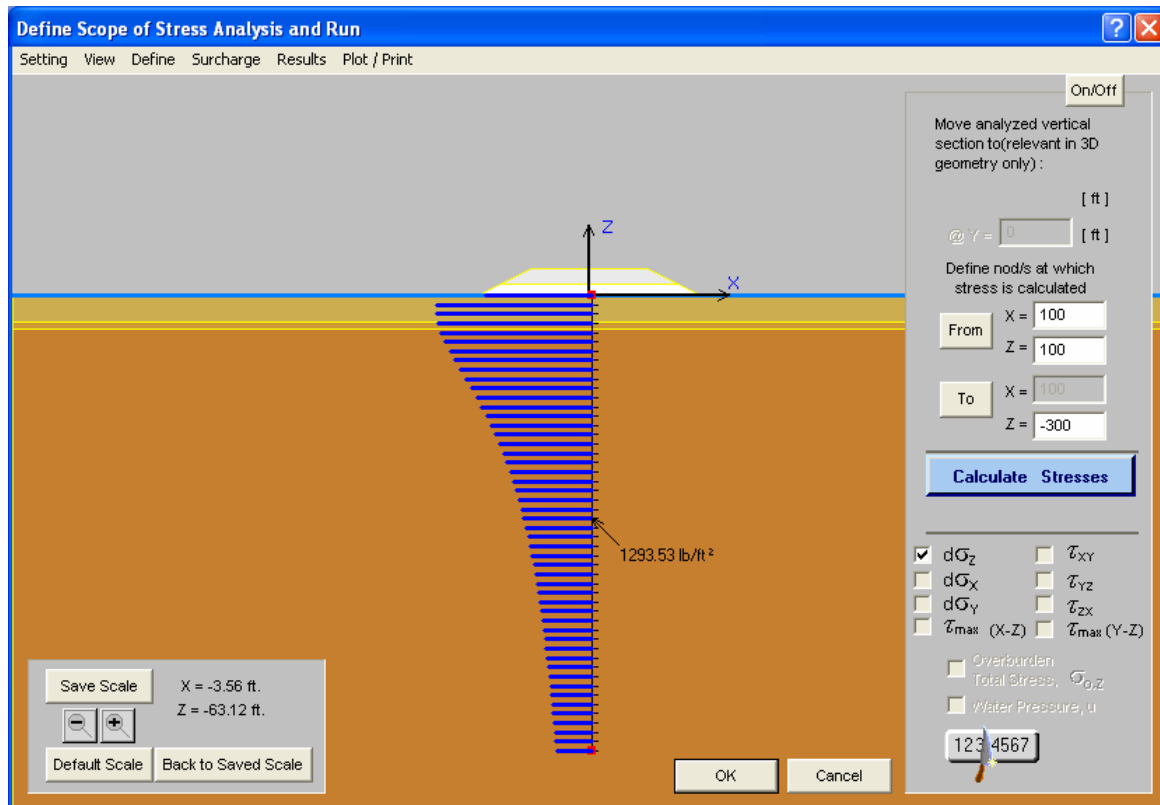 Define Scope of Stress Analysis and Run
Setting View Define Surcharge Results Plot / Print
On/Off
Move analyzed vertical
section to(relevant in 3D
geometry only) :
[ ft ]
@ Y = 0 [ ft ]
Define nod/s at which
stress is calculated
From
X = 100
Z = 100
To
X = 100
Z = -300
Calculate Stresses
dσZ τXY
dσX τYZ
dσY τZX
τmax (X-Z) τmax (Y-Z)
Overburden
Total Stress, σo,Z
Water Pressure, u
123 4567
Z
X
1293.53 lb/ft²
Save Scale
X = -3.56 ft.
Z = -63.12 ft.
Default Scale Back to Saved Scale
OK Cancel